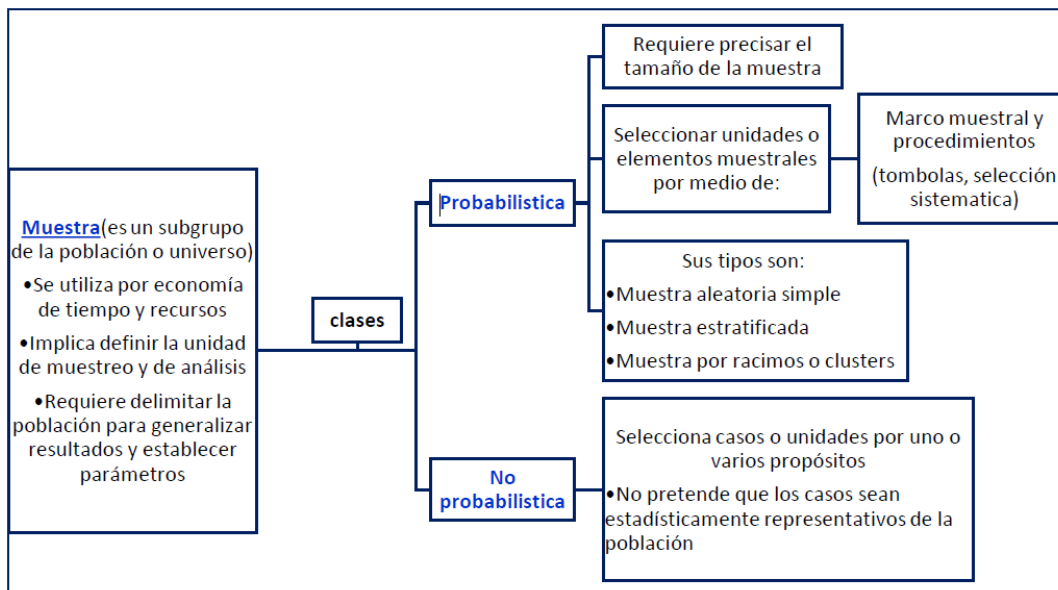 Muestra(es un subgrupo
de la población o universo)
•Se utiliza por economía
de tiempo y recursos
•Implica definir la unidad
de muestreo y de análisis
•Requiere delimitar la
población para generalizar
resultados y establecer
parámetros
clases
Probabilistica
Requiere precisar el
tamaño de la muestra
Seleccionar unidades o
elementos muestrales
por medio de:
Marco muestral y
procedimientos
(tombolas, selección
sistematica)
Sus tipos son:
•Muestra aleatoria simple
•Muestra estratificada
•Muestra por racimos o clusters
No
probabilistica
Selecciona casos o unidades por uno o
varios propósitos
•No pretende que los casos sean
estadísticamente representativos de la
población